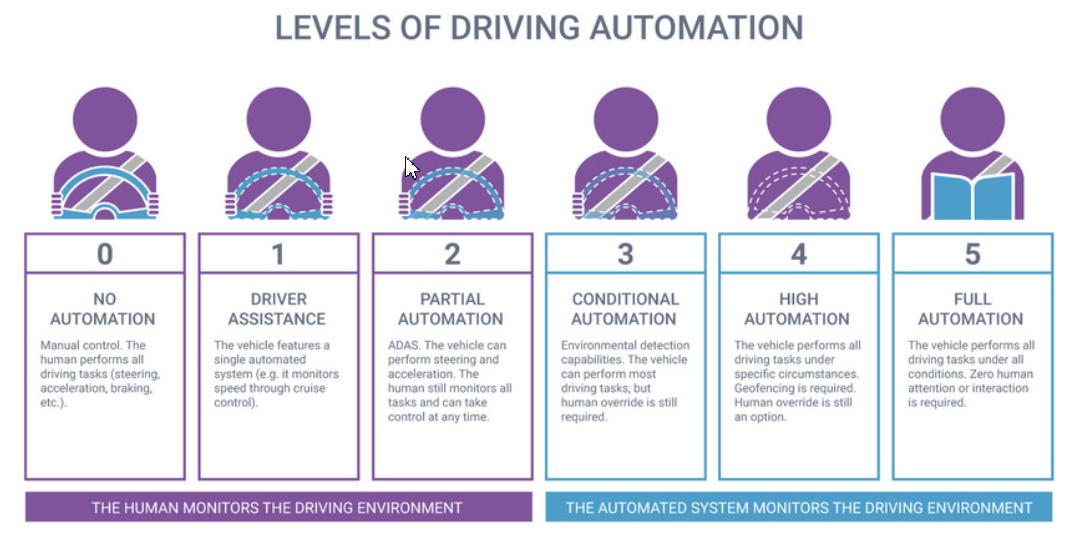 LEVELS OF DRIVING AUTOMATION
0
NO
AUTOMATION
Manual control. The
human performs all
driving tasks (steering,
acceleration, braking,
etc.).
1
DRIVER
ASSISTANCE
The vehicle features a
single automated
system (e.g. it monitors
speed through cruise
control).
2
PARTIAL
AUTOMATION
ADAS. The vehicle can
perform steering and
acceleration. The
human still monitors all
tasks and can take
control at any time.
3
CONDITIONAL
AUTOMATION
Environmental detection
capabilities. The vehicle
can perform most
driving tasks, but
human override is still
required.
4
HIGH
AUTOMATION
The vehicle performs all
driving tasks under
specific circumstances.
Geofencing is required.
Human override is still
an option.
5
FULL
AUTOMATION
The vehicle performs all
driving tasks under all
conditions. Zero human
attention or interaction
is required.
THE HUMAN MONITORS THE DRIVING ENVIRONMENT
THE AUTOMATED SYSTEM MONITORS THE DRIVING ENVIRONMENT